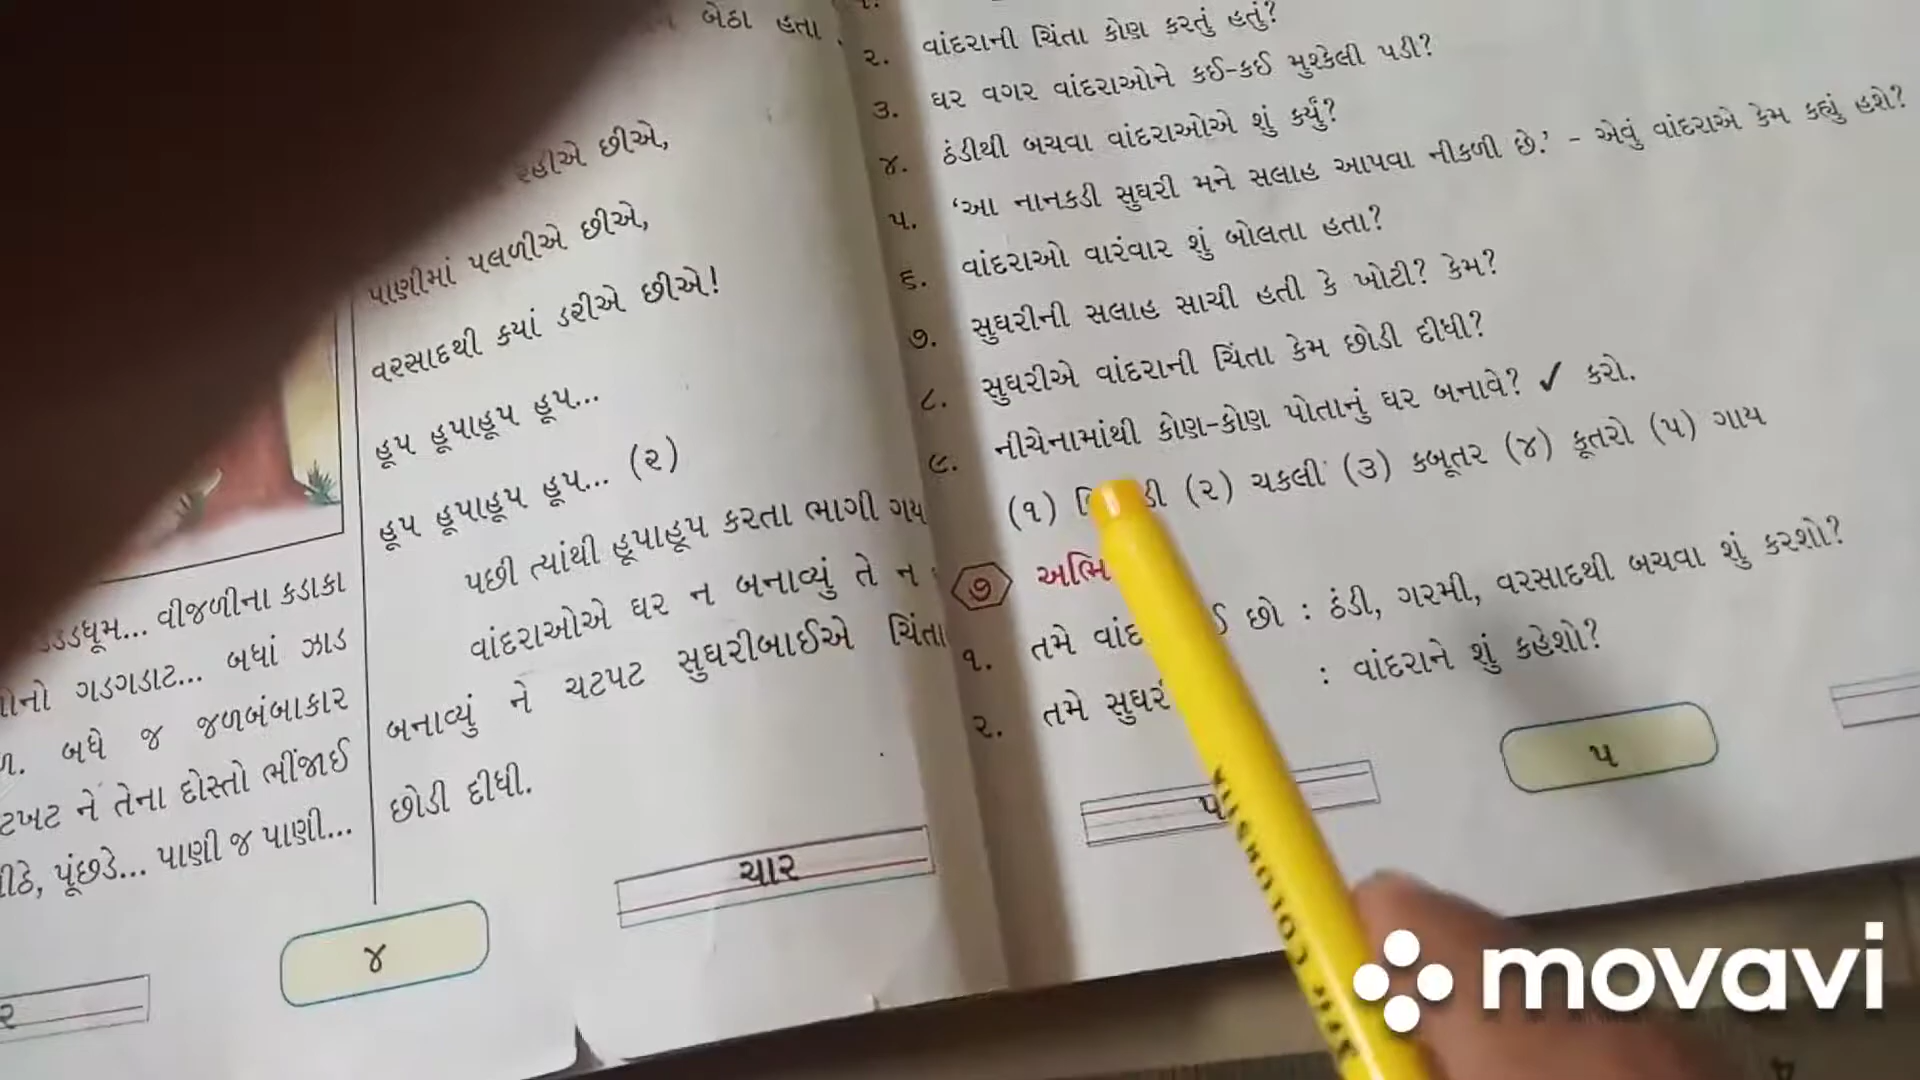 બેઠા હતા.
રહીએ છીએ,
પાણીમાં પલળીએ છીએ,
વરસાદથી ક્યાં ડરીએ છીએ!
હૂપ હૂપાહૂપ હૂપ...
હૂપ હૂપાહૂપ હૂપ... (૨)
પછી ત્યાંથી હૂપાહૂપ કરતા ભાગી ગય
વાંદરાઓએ ઘર ન બનાવ્યું તે ન
બનાવ્યું ને ચટપટ સુઘરીબાઈએ ચિંતા
છોડી દીધી.
વીજળીના કડાકા
ગડગડાટ... બધાં ઝાડ
બધે જ જળબંબાકાર
ને તેના દોસ્તો ભીંજાઈ
પૂંછડે... પાણી જ પાણી...
ચાર
૪
૨. વાંદરાની ચિંતા કોણ કરતું હતું?
૩. ઘર વગર વાંદરાઓને કઈ-કઈ મુશ્કેલી પડી?
૪. ઠંડીથી બચવા વાંદરાઓએ શું કર્યું?
૫. ‘આ નાનકડી સુઘરી મને સલાહ આપવા નીકળી છે.’ - એવું વાંદરાએ કેમ કહ્યું હશે?
૬. વાંદરાઓ વારંવાર શું બોલતા હતા?
૭. સુઘરીની સલાહ સાચી હતી કે ખોટી? કેમ?
૮. સુઘરીએ વાંદરાની ચિંતા કેમ છોડી દીધી?
૯. નીચેનામાંથી કોણ-કોણ પોતાનું ઘર બનાવે? ✓ કરો.
(૧) (૨) ચકલી (૩) કબૂતર (૪) કૂતરો (૫) ગાય
૭ અભિ
૧. તમે છો : ઠંડી, ગરમી, વરસાદથી બચવા શું કરશો?
૨. તમે : વાંદરાને શું કહેશો?
૫
movavi